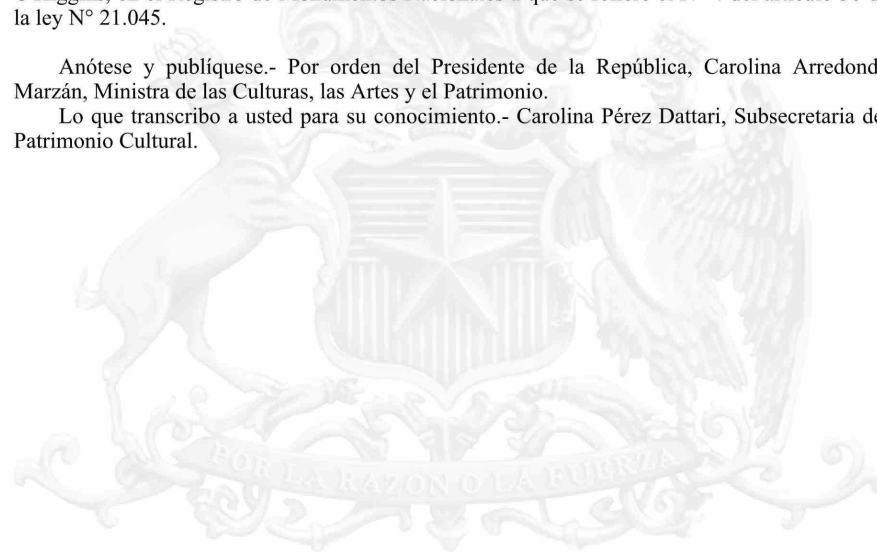 la ley N° 21.045.
Anótese y publíquese.- Por orden del Presidente de la República, Carolina Arredond
Marzán, Ministra de las Culturas, las Artes y el Patrimonio.
Lo que transcribo a usted para su conocimiento.- Carolina Pérez Dattari, Subsecretaria de
Patrimonio Cultural.
POR LA RAZÓN O LA FUERZA